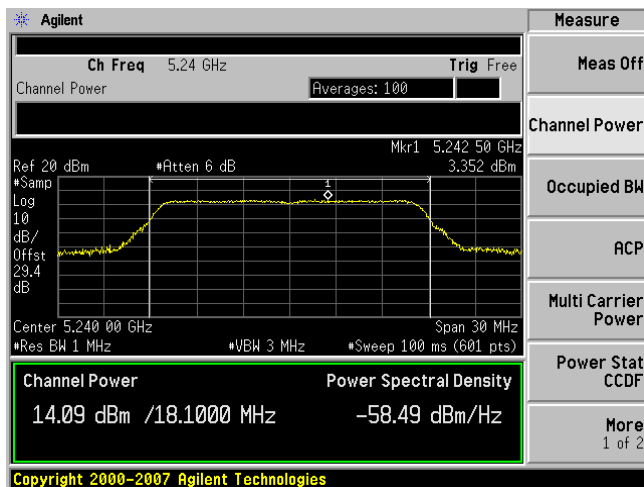 Agilent
Measure
Ch Freq 5.24 GHz Trig Free
Channel Power Averages: 100
Mkr1 5.242 50 GHz
Ref 20 dBm #Atten 6 dB 3.352 dBm
#Samp
Log
10
dB/
Offst
29.4
dB
1
Center 5.240 00 GHz Span 30 MHz
#Res BW 1 MHz #VBW 3 MHz #Sweep 100 ms (601 pts)
Channel Power Power Spectral Density
14.09 dBm /18.1000 MHz -58.49 dBm/Hz
Copyright 2000-2007 Agilent Technologies
Meas Off
Channel Power
Occupied BW
ACP
Multi Carrier
Power
Power Stat
CCDF
More
1 of 2